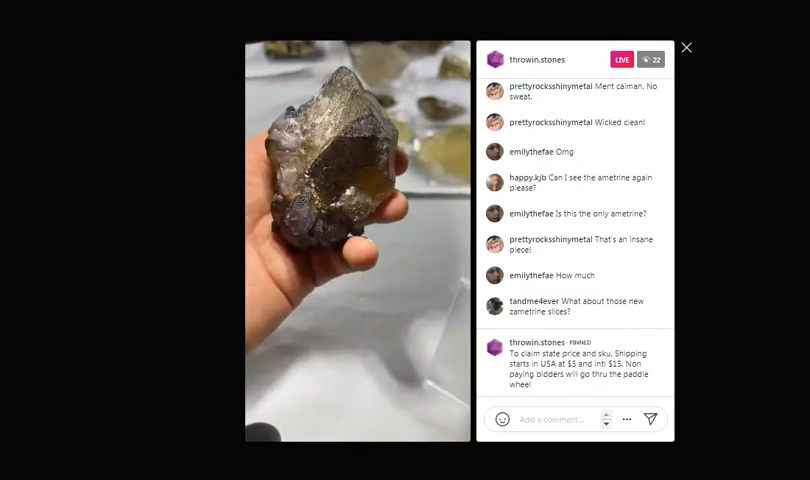 throwin.stones LIVE 22
prettyrocksshinymetal Ment caiman. No
sweat.
prettyrocksshinymetal Wicked clean!
emilythefae Omg
happy.kjb Can I see the ametrine again
please?
emilythefae Is this the only ametrine?
prettyrocksshinymetal That's an insane
piece!
emilythefae How much
tandme4ever What about those new
zametrine slices?
throwin.stones · PINNED
To claim state price and sku. Shipping
starts in USA at $5 and intl $15. Non
paying bidders will go thru the paddle
wheel
Add a comment...